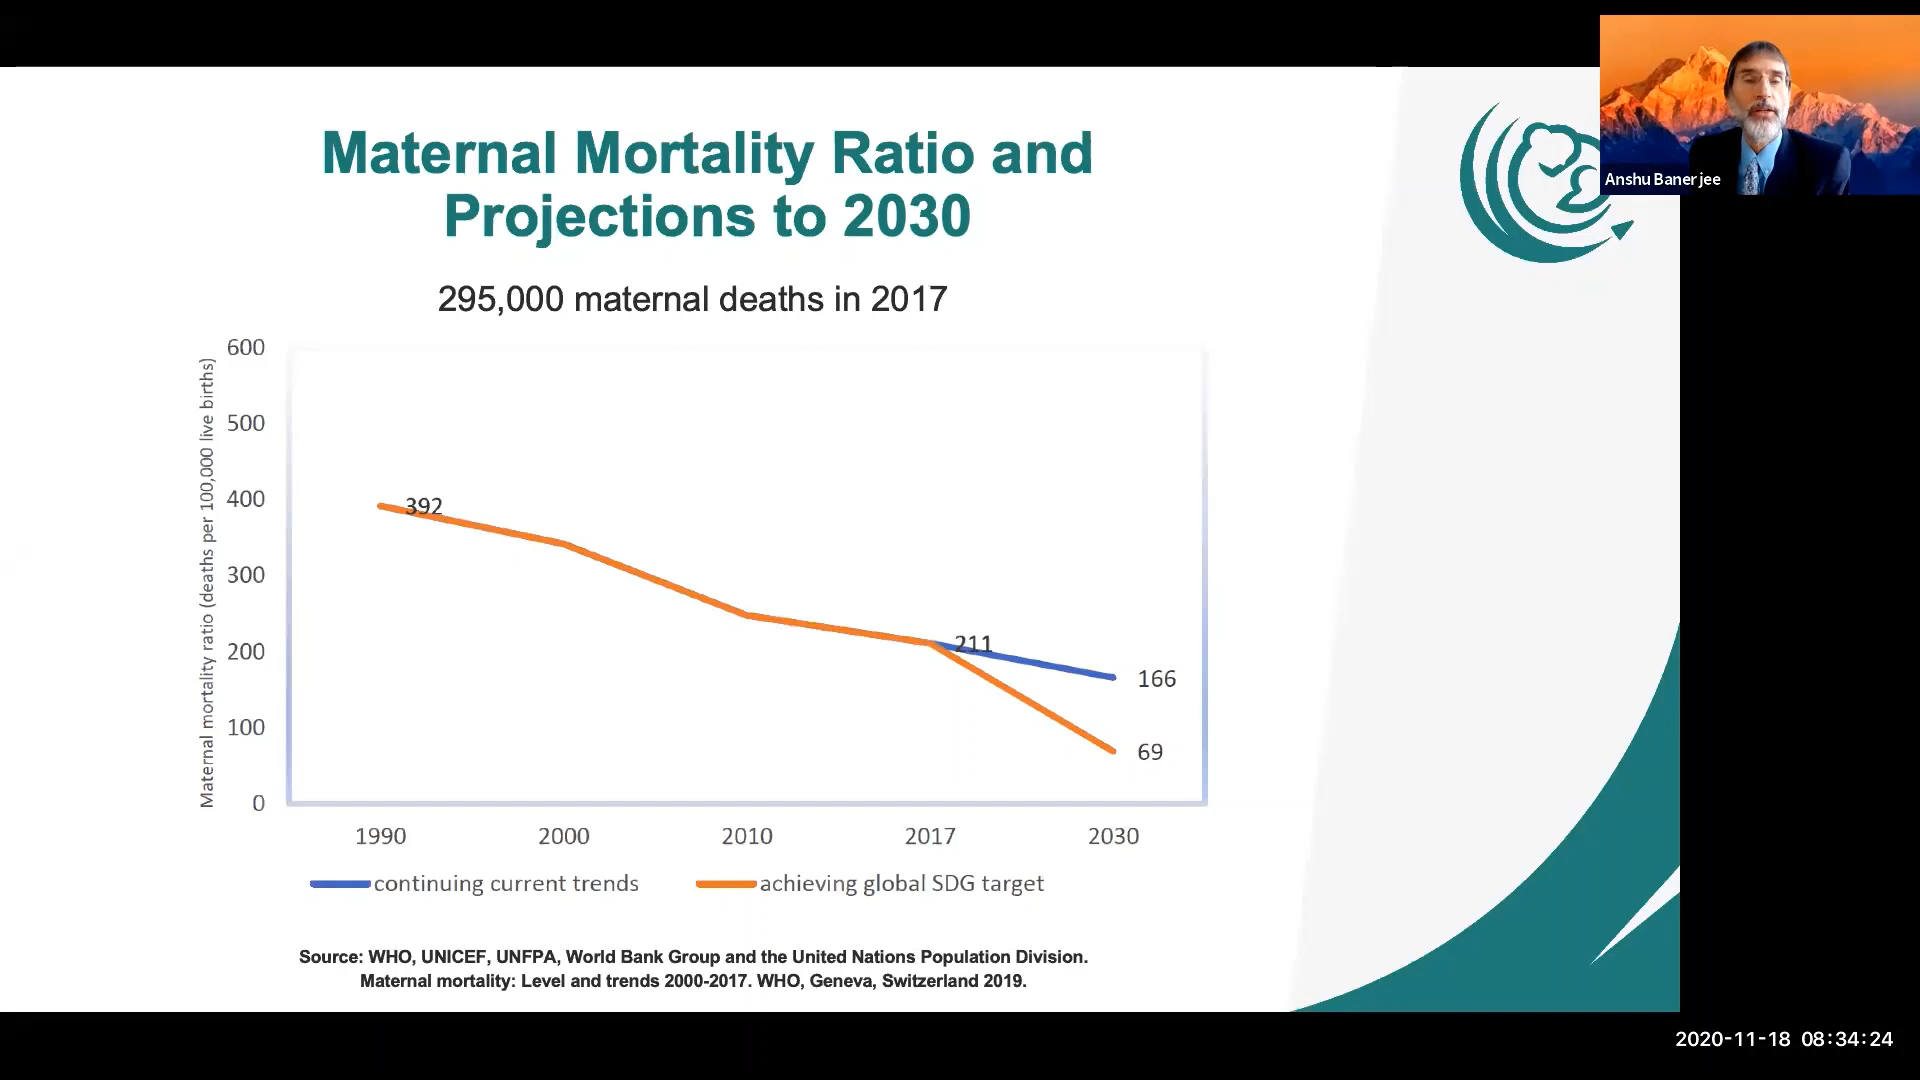 Anshu Banerjee
Maternal Mortality Ratio and
Projections to 2030
295,000 maternal deaths in 2017
Maternal mortality ratio (deaths per 100,000 live births)
600
500
400
300
200
100
0
392
211
166
69
1990 2000 2010 2017 2030
continuing current trends achieving global SDG target
Source: WHO, UNICEF, UNFPA, World Bank Group and the United Nations Population Division.
Maternal mortality: Level and trends 2000-2017. WHO, Geneva, Switzerland 2019.
2020-11-18 08:34:24